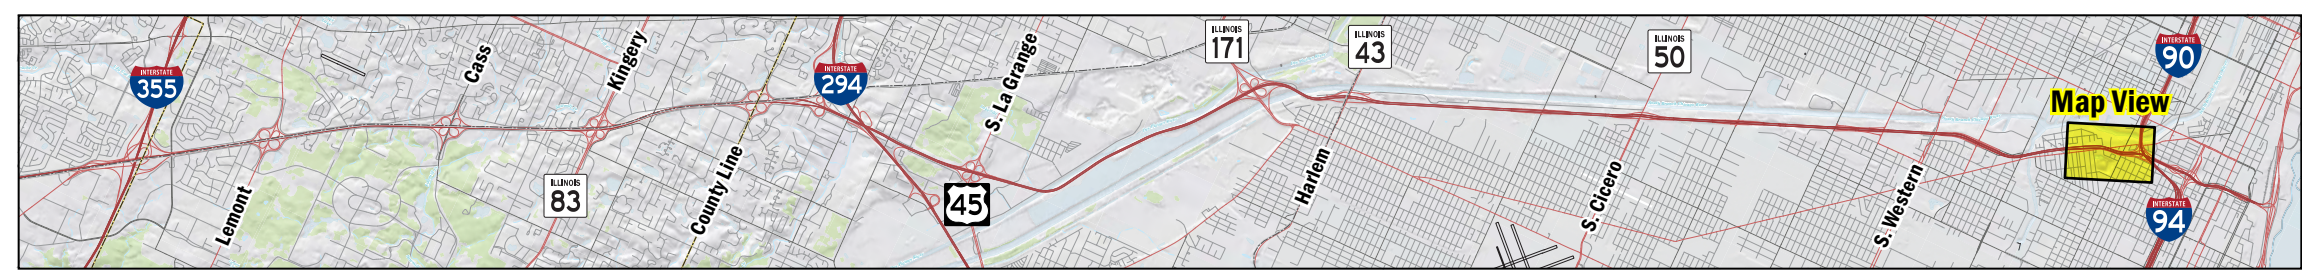 INTERSTATE
355
Lemont
Cass
ILLINOIS
83
Kingery
County Line
INTERSTATE
294
45
S. La Grange
ILLINOIS
171
Harlem
ILLINOIS
43
S. Cicero
ILLINOIS
50
S. Western
Map View
INTERSTATE
90
INTERSTATE
94